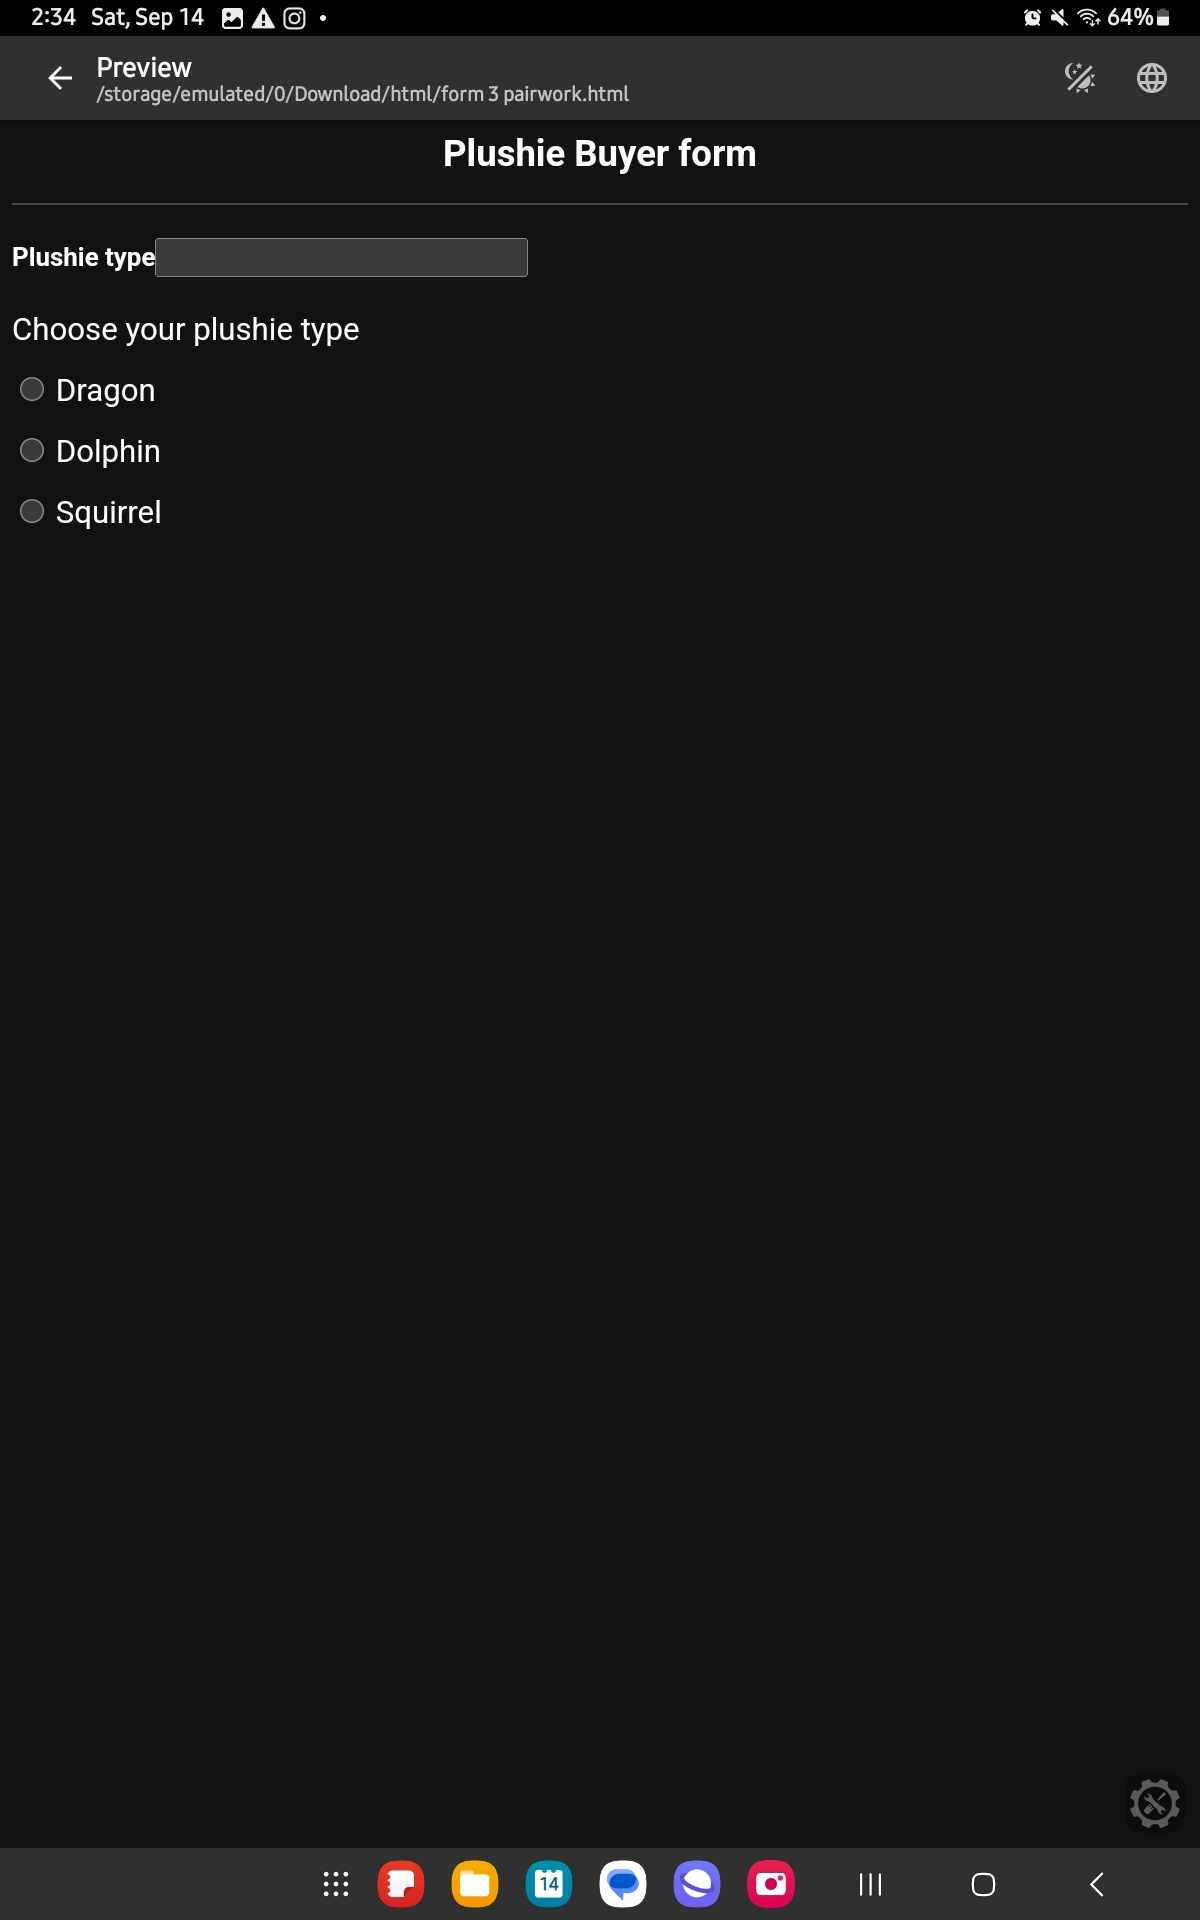 2:34 Sat, Sep 14
64%
Preview
/storage/emulated/0/Download/html/form 3 pairwork.html
Plushie Buyer form
Plushie type
Choose your plushie type
Dragon
Dolphin
Squirrel
14